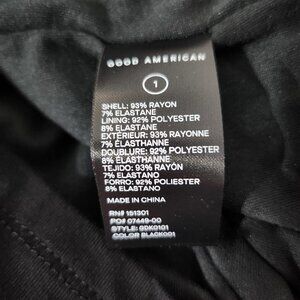 GOOD AMERICAN
1
SHELL: 93% RAYON
7% ELASTANE
LINING: 92% POLYESTER
8% ELASTANE
EXTÉRIEUR: 93% RAYONNE
7% ÉLASTHANNE
DOUBLURE: 92% POLYESTER
8% ÉLASTHANNE
TEJIDO: 93% RAYÓN
7% ELASTANO
FORRO: 92% POLIESTER
8% ELASTANO
MADE IN CHINA
RN# 151301
PO# 07449-00
STYLE: GDK0101
COLOR BLACK001